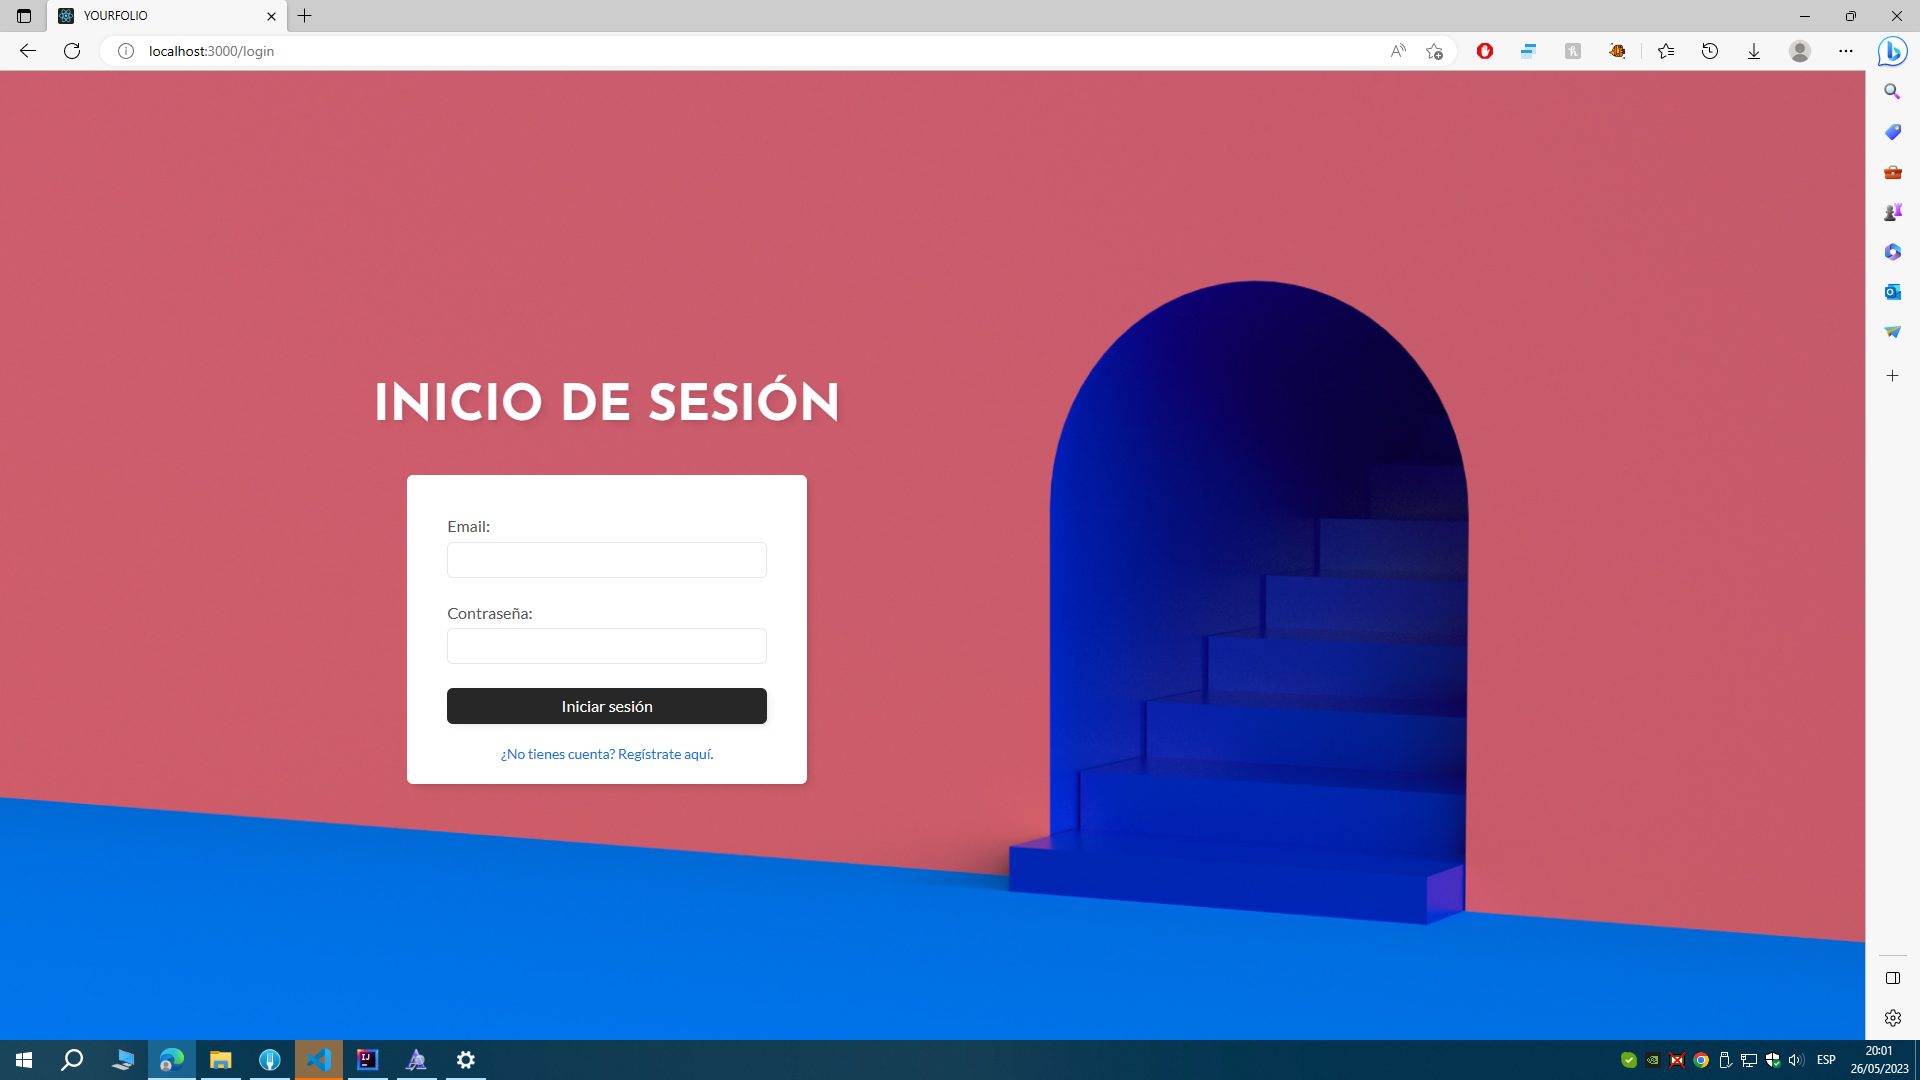 YOURFOLIO
localhost:3000/login
INICIO DE SESIÓN
Email:
Contraseña:
Iniciar sesión
¿No tienes cuenta? Regístrate aquí.
ESP
20:01
26/05/2023